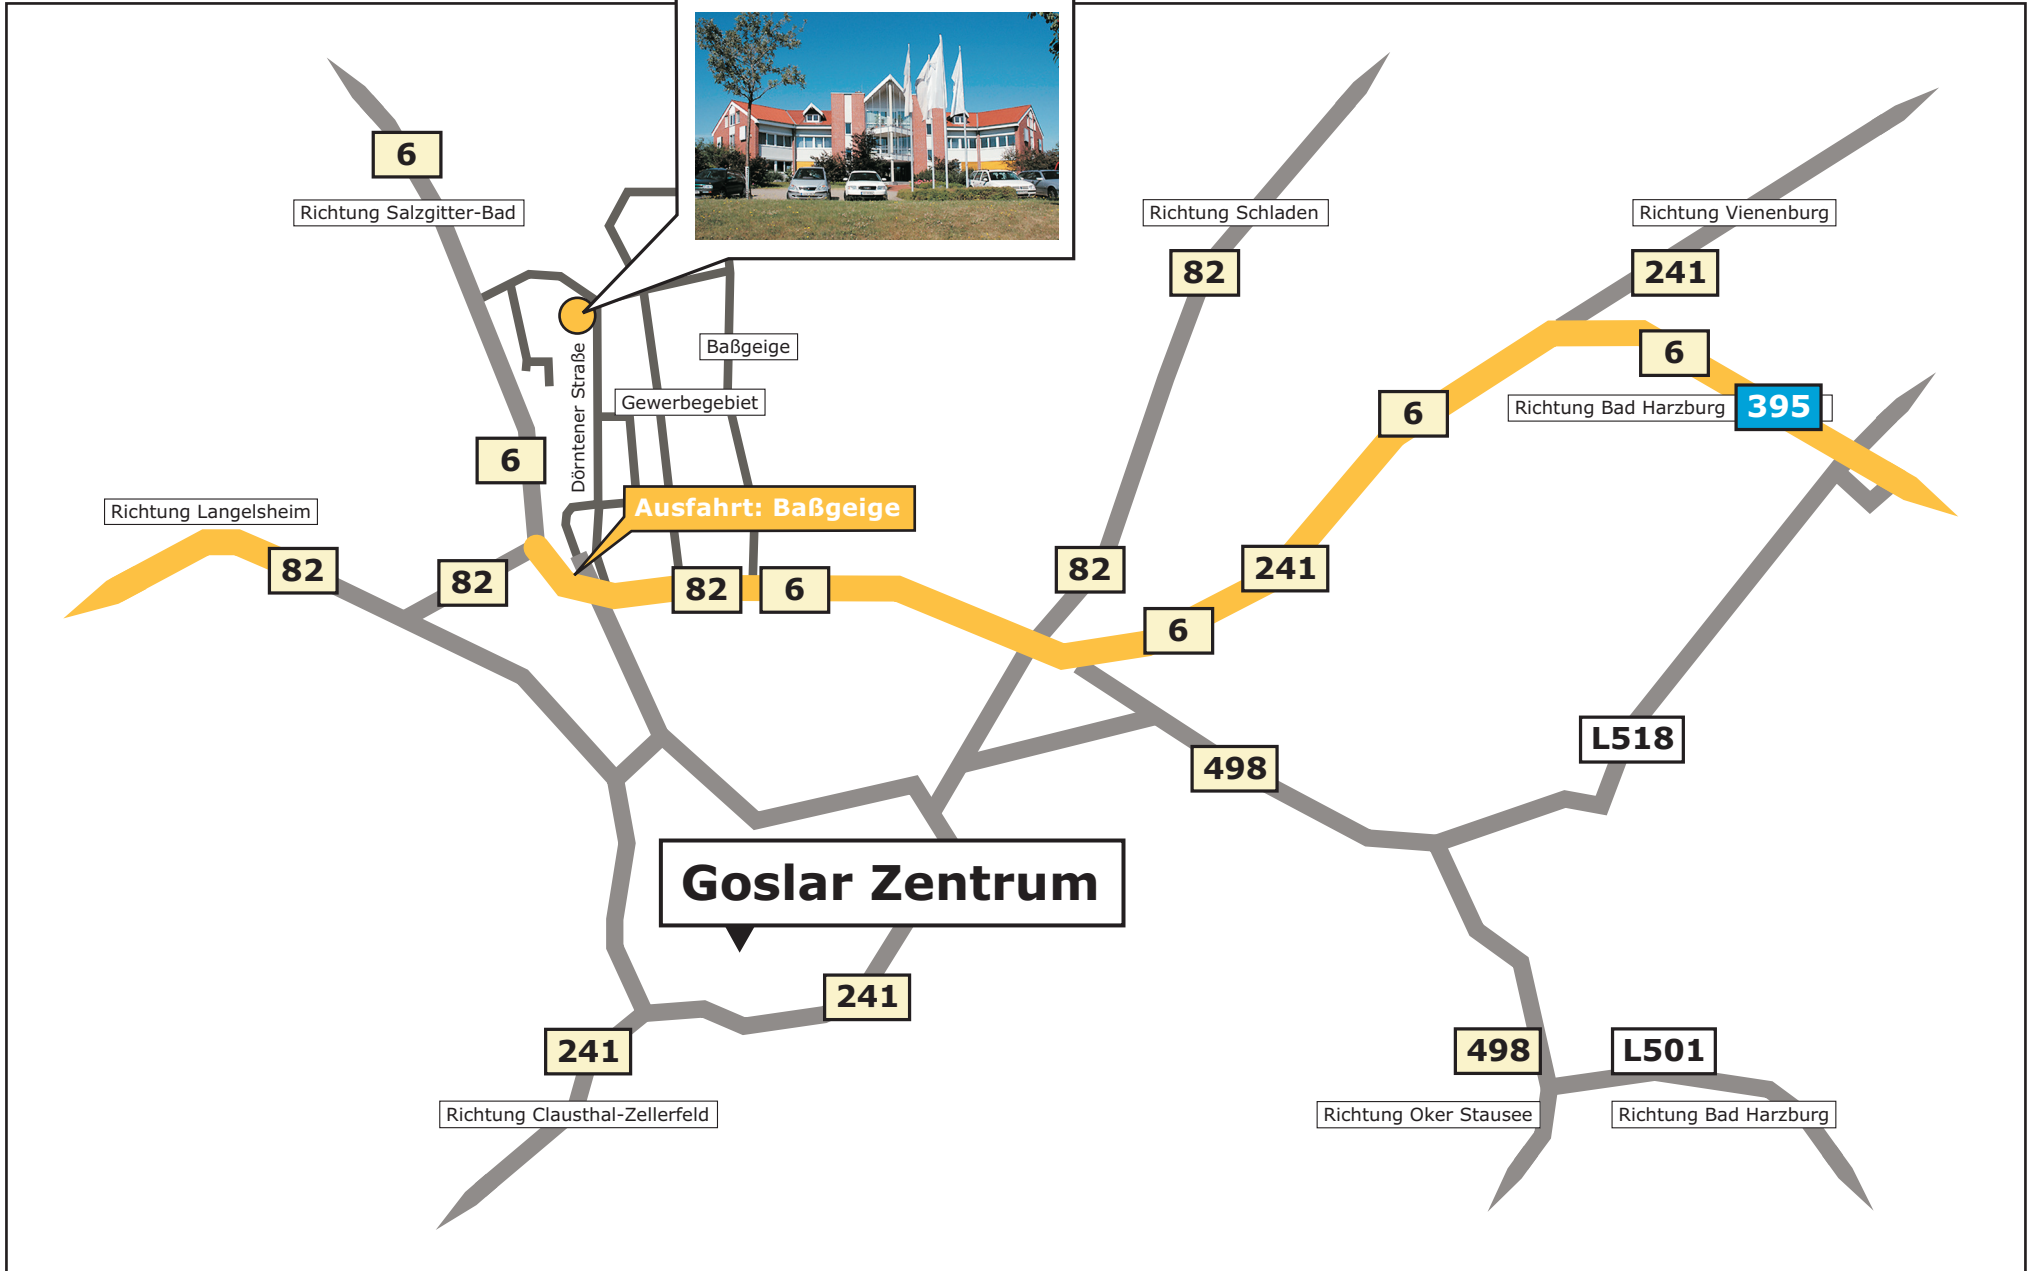 6
Richtung Salzgitter-Bad
Richtung Schladen
Richtung Vienenburg
82
241
Baßgeige
6
Dörntener Straße
Gewerbegebiet
6
Richtung Bad Harzburg
395
6
Richtung Langelsheim
Ausfahrt: Baßgeige
82
82
82
6
82
241
6
L518
498
Goslar Zentrum
241
241
498
L501
Richtung Clausthal-Zellerfeld
Richtung Oker Stausee
Richtung Bad Harzburg